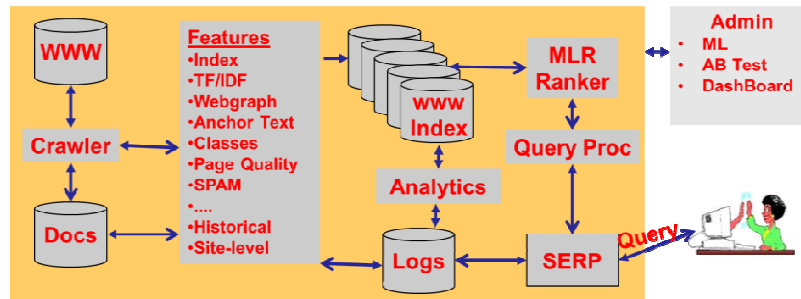 WWW
Crawler
Docs
Features
•Index
•TF/IDF
•Webgraph
•Anchor Text
•Classes
•Page Quality
•SPAM
•....
•Historical
•Site-level
www
Index
Analytics
Logs
MLR
Ranker
Query Proc
SERP
Query
Admin
• ML
• AB Test
• DashBoard